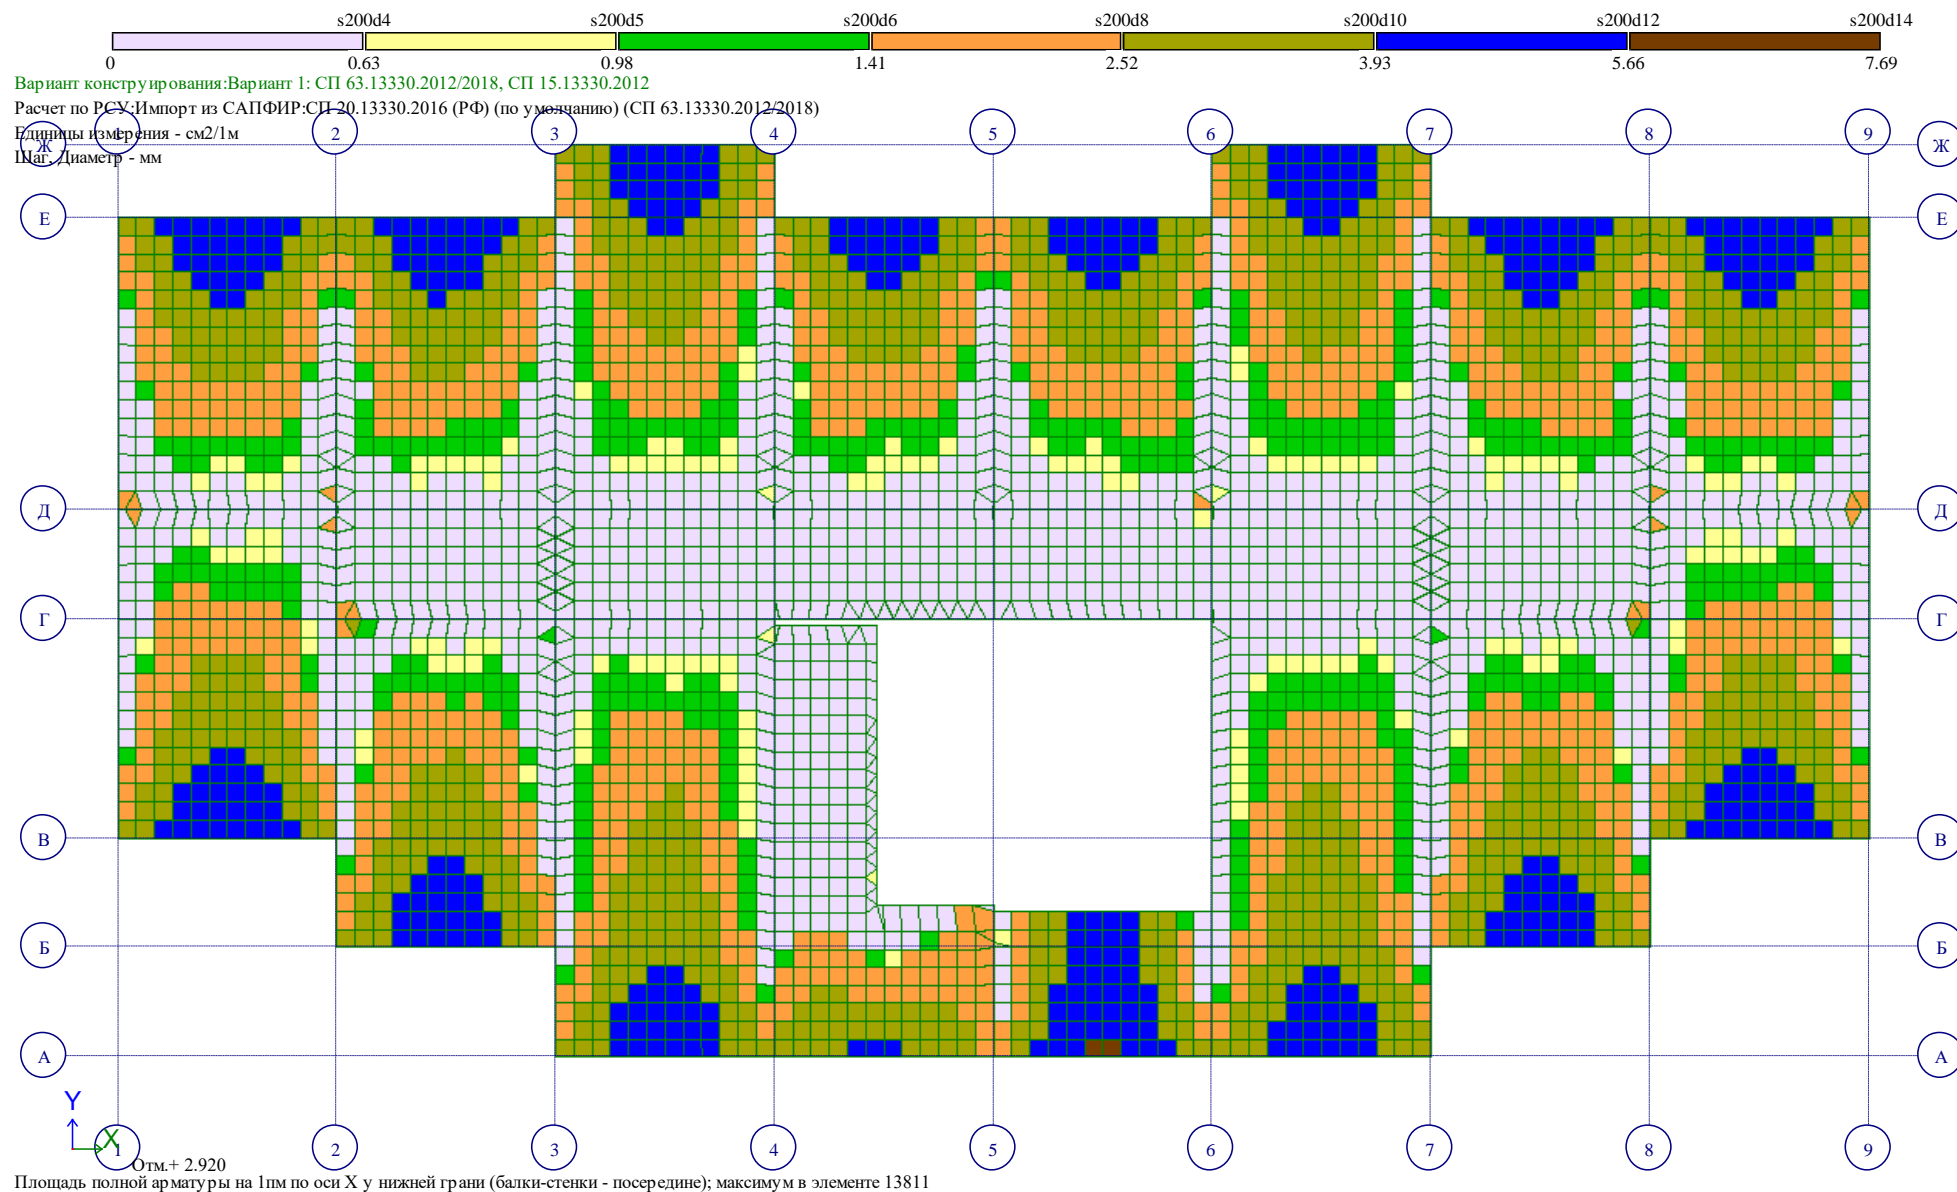 s200d4 s200d5 s200d6 s200d8 s200d10 s200d12 s200d14
0 0.63 0.98 1.41 2.52 3.93 5.66 7.69
Вариант конструирования:Вариант 1: СП 63.13330.2012/2018, СП 15.13330.2012
Расчет по РСУ:Импорт из САПФИР:СП 20.13330.2016 (РФ) (по умолчанию) (СП 63.13330.2012/2018)
Единицы измерения - см2/1м
Шаг, Диаметр - мм
1 2 3 4 5 6 7 8 9
Ж Ж
Е Е
Д Д
Г Г
В В
Б Б
А А
Y
X
1 2 3 4 5 6 7 8 9
Отм.+ 2.920
Площадь полной арматуры на 1пм по оси X у нижней грани (балки-стенки - посередине); максимум в элементе 13811